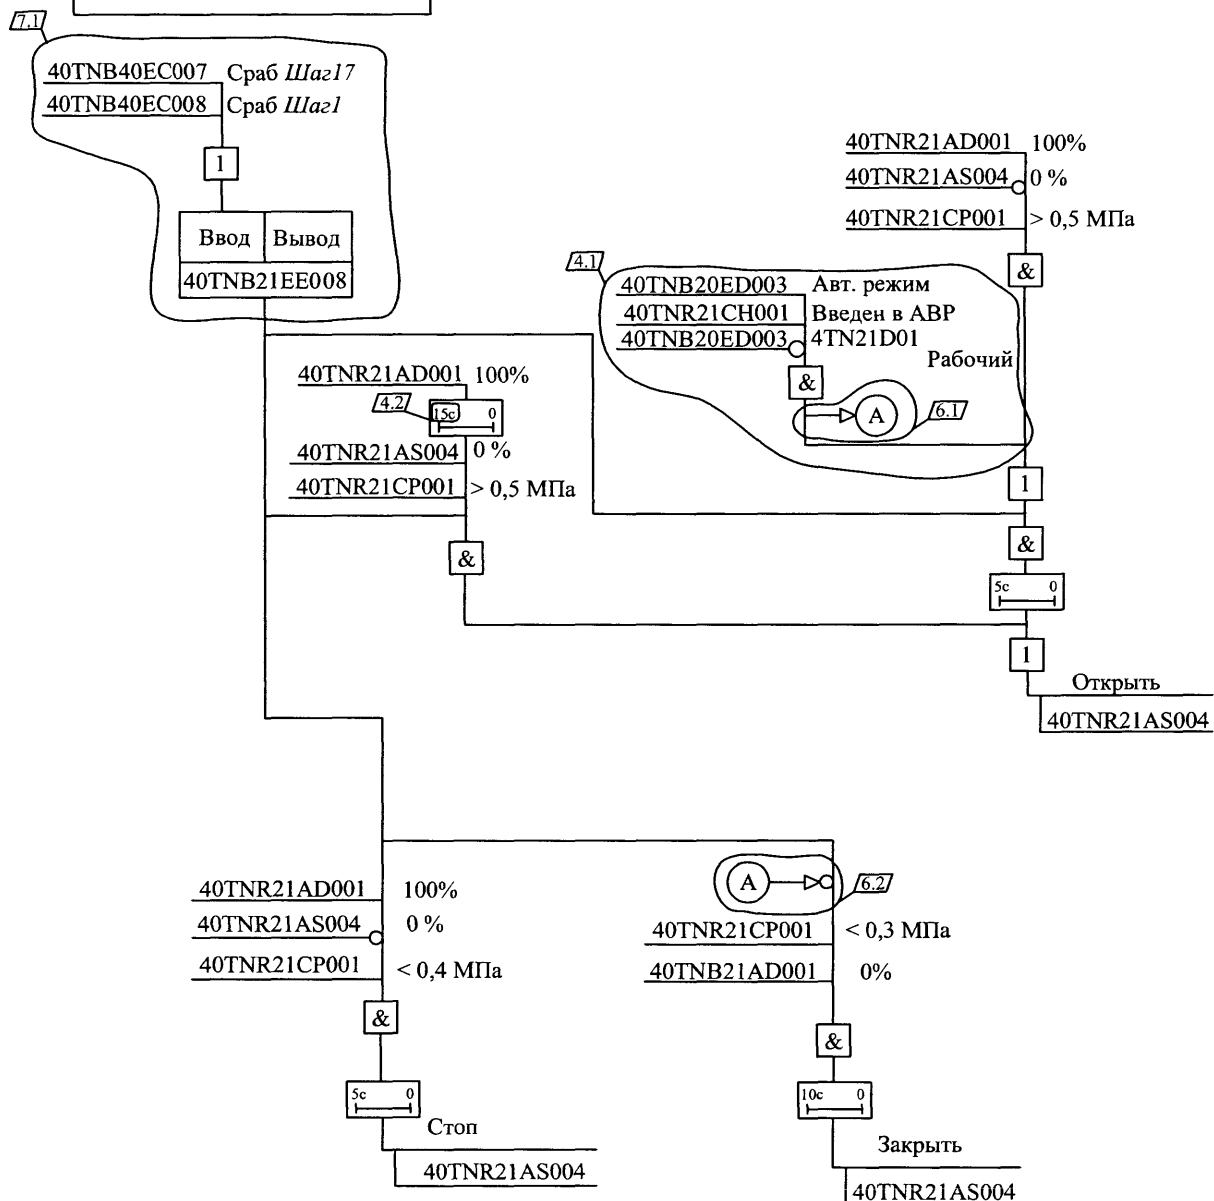 7.1
40TNB40EC007 Сраб Шаг17
40TNB40EC008 Сраб Шаг1
1
Ввод Вывод
40TNB21EE008
40TNR21AD001 100%
40TNR21AS004 0 %
40TNR21CP001 > 0,5 МПа
&
4.1
40TNB20ED003 Авт. режим
40TNR21CH001 Введен в АВР
40TNB20ED003 4TN21D01
Рабочий
&
A
6.1
1
&
5с 0
1
40TNR21AD001 100%
4.2
15с 0
40TNR21AS004 0 %
40TNR21CP001 > 0,5 МПа
&
Открыть
40TNR21AS004
40TNR21AD001 100%
40TNR21AS004 0 %
40TNR21CP001 < 0,4 МПа
&
5с 0
Стоп
40TNR21AS004
A
6.2
40TNR21CP001 < 0,3 МПа
40TNB21AD001 0%
&
10с 0
Закрыть
40TNR21AS004